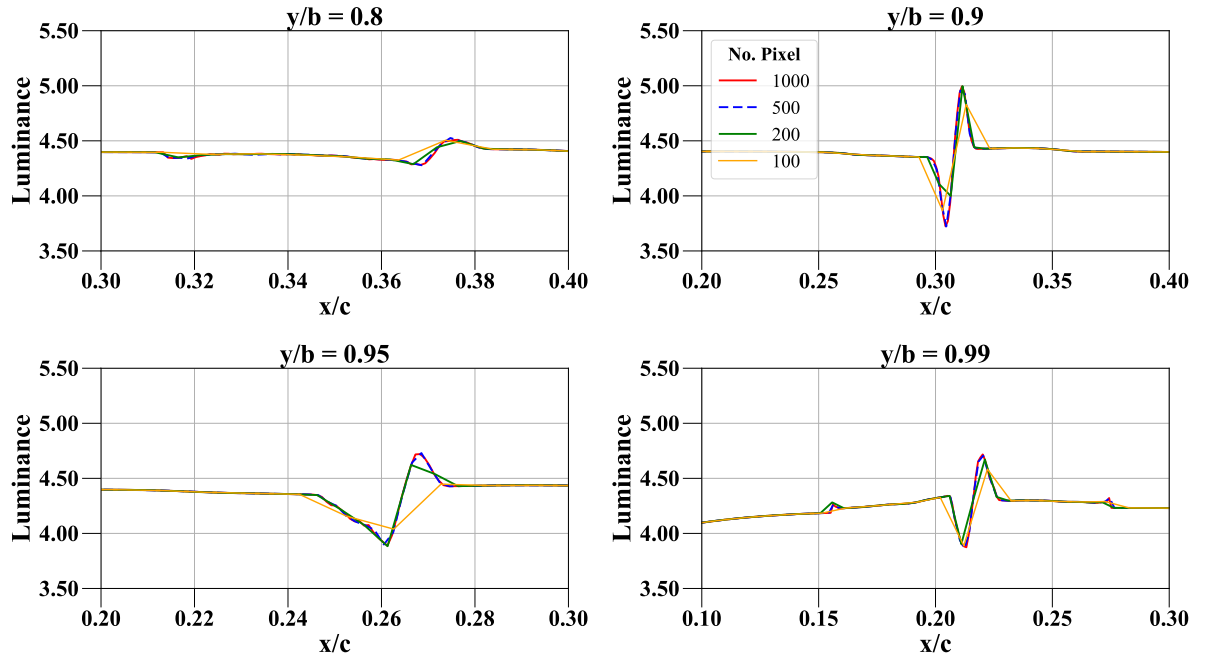 y/b = 0.8
5.50
5.00
4.50
4.00
3.50
Luminance
0.30 0.32 0.34 0.36 0.38 0.40
x/c
y/b = 0.9
5.50
5.00
4.50
4.00
3.50
Luminance
No. Pixel
1000
500
200
100
0.20 0.25 0.30 0.35 0.40
x/c
y/b = 0.95
5.50
5.00
4.50
4.00
3.50
Luminance
0.20 0.22 0.24 0.26 0.28 0.30
x/c
y/b = 0.99
5.50
5.00
4.50
4.00
3.50
Luminance
0.10 0.15 0.20 0.25 0.30
x/c